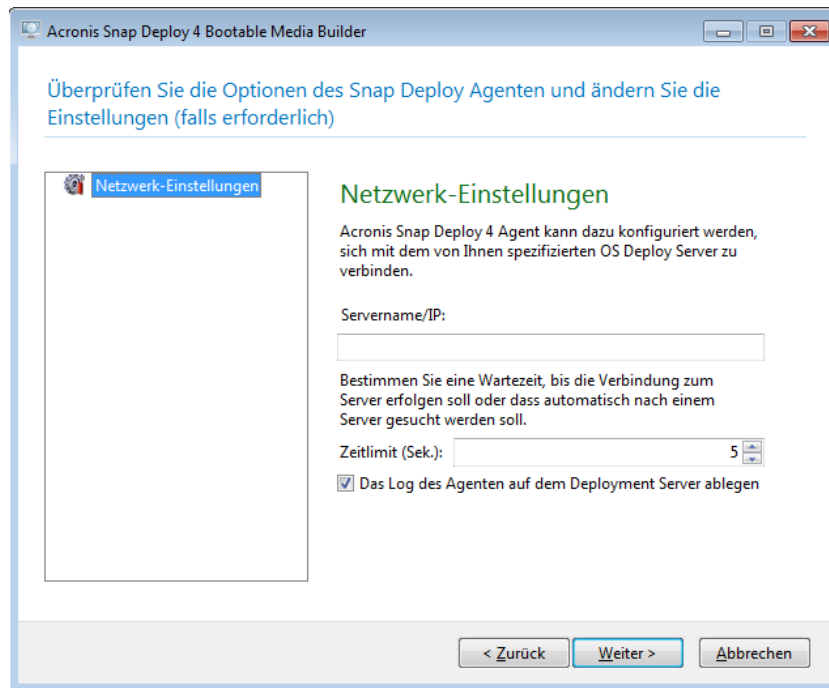 Acronis Snap Deploy 4 Bootable Media Builder
Überprüfen Sie die Optionen des Snap Deploy Agenten und ändern Sie die
Einstellungen (falls erforderlich)
Netzwerk-Einstellungen
Netzwerk-Einstellungen
Acronis Snap Deploy 4 Agent kann dazu konfiguriert werden,
sich mit dem von Ihnen spezifizierten OS Deploy Server zu
verbinden.
Servername/IP:
Bestimmen Sie eine Wartezeit, bis die Verbindung zum
Server erfolgen soll oder dass automatisch nach einem
Server gesucht werden soll.
Zeitlimit (Sek.): 5
Das Log des Agenten auf dem Deployment Server ablegen
< Zurück Weiter > Abbrechen